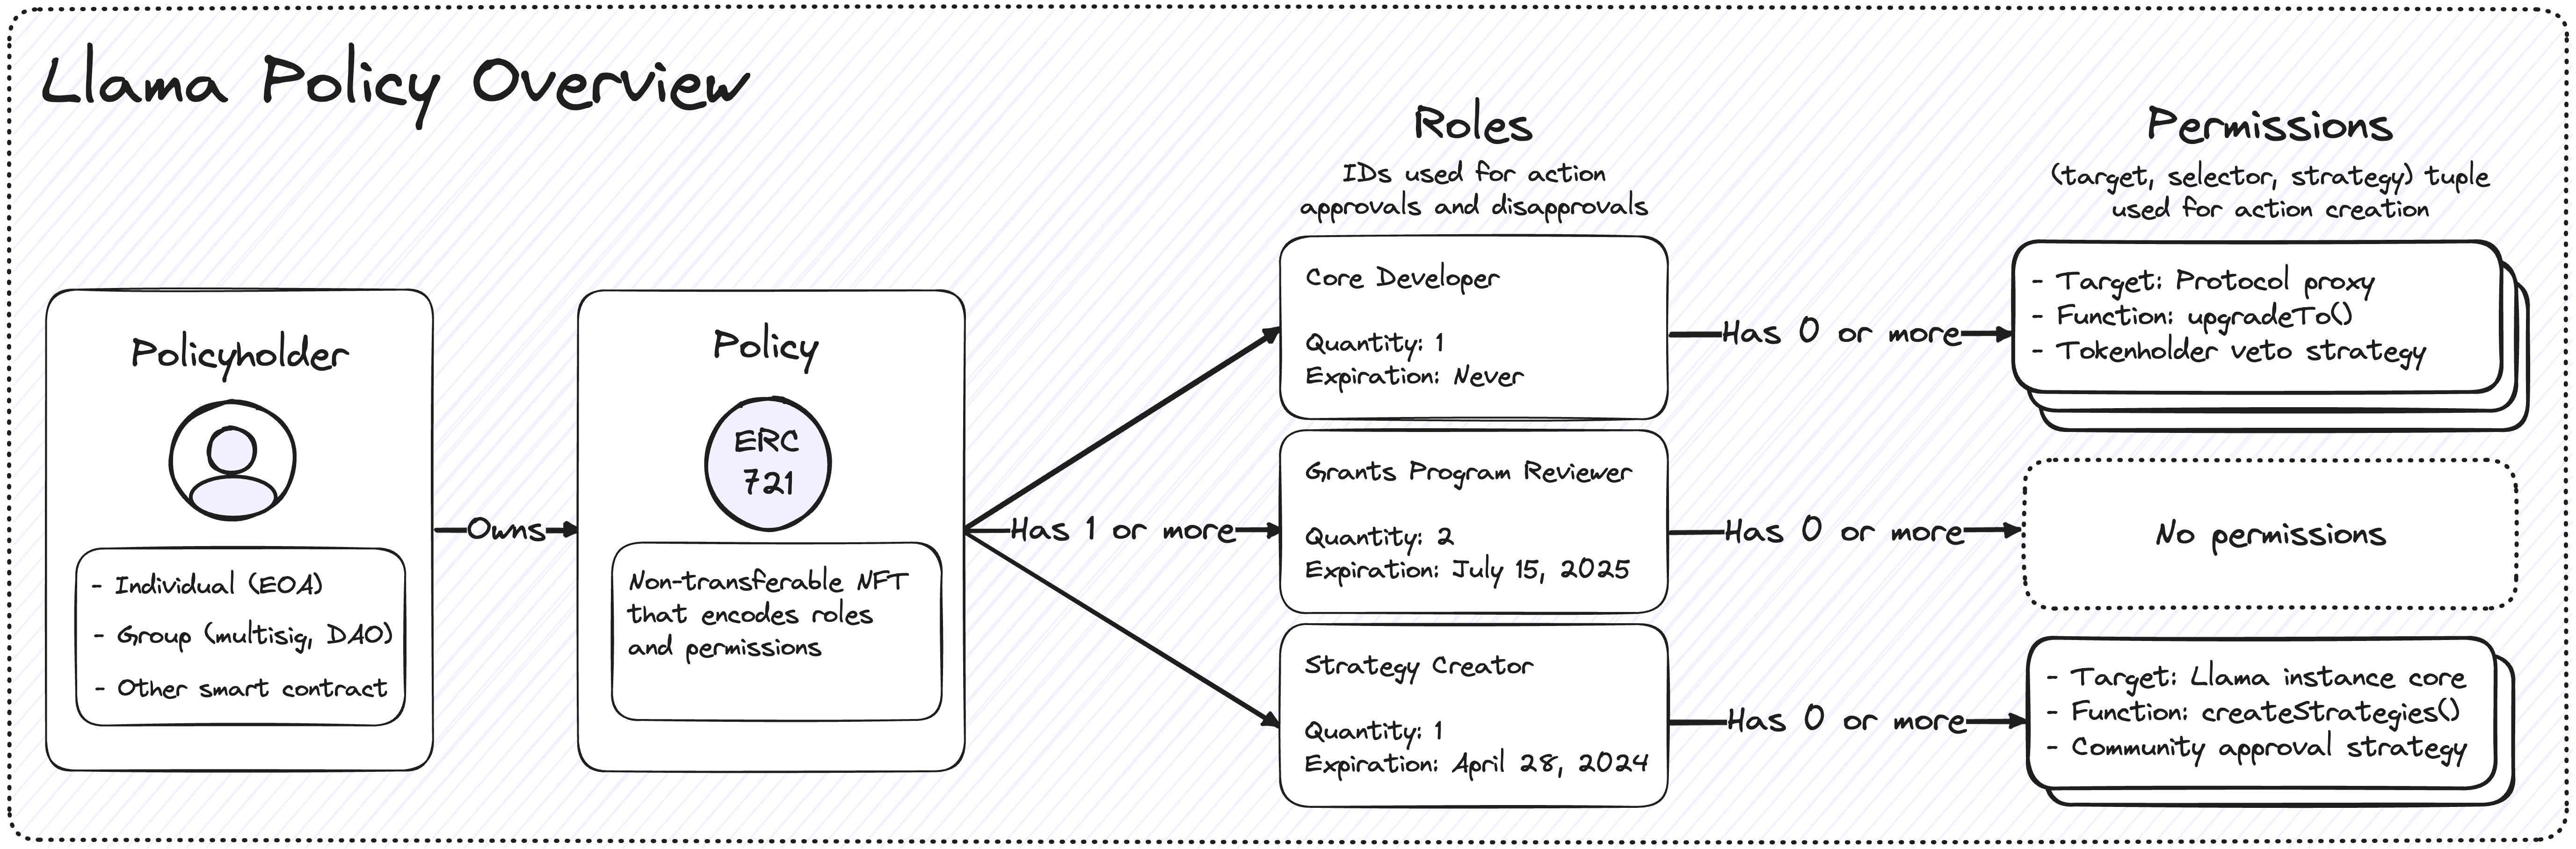 Llama Policy Overview
Policyholder
- Individual (EOA)
- Group (multisig, DAO)
- Other smart contract
Owns
Policy
ERC
721
Non-transferable NFT
that encodes roles
and permissions
Has 1 or more
Roles
IDs used for action
approvals and disapprovals
Core Developer
Quantity: 1
Expiration: Never
Grants Program Reviewer
Quantity: 2
Expiration: July 15, 2025
Strategy Creator
Quantity: 1
Expiration: April 28, 2024
Has 0 or more
Has 0 or more
Has 0 or more
Permissions
(target, selector, strategy) tuple
used for action creation
- Target: Protocol proxy
- Function: upgradeTo()
- Tokenholder veto strategy
No permissions
- Target: Llama instance core
- Function: createStrategies()
- Community approval strategy